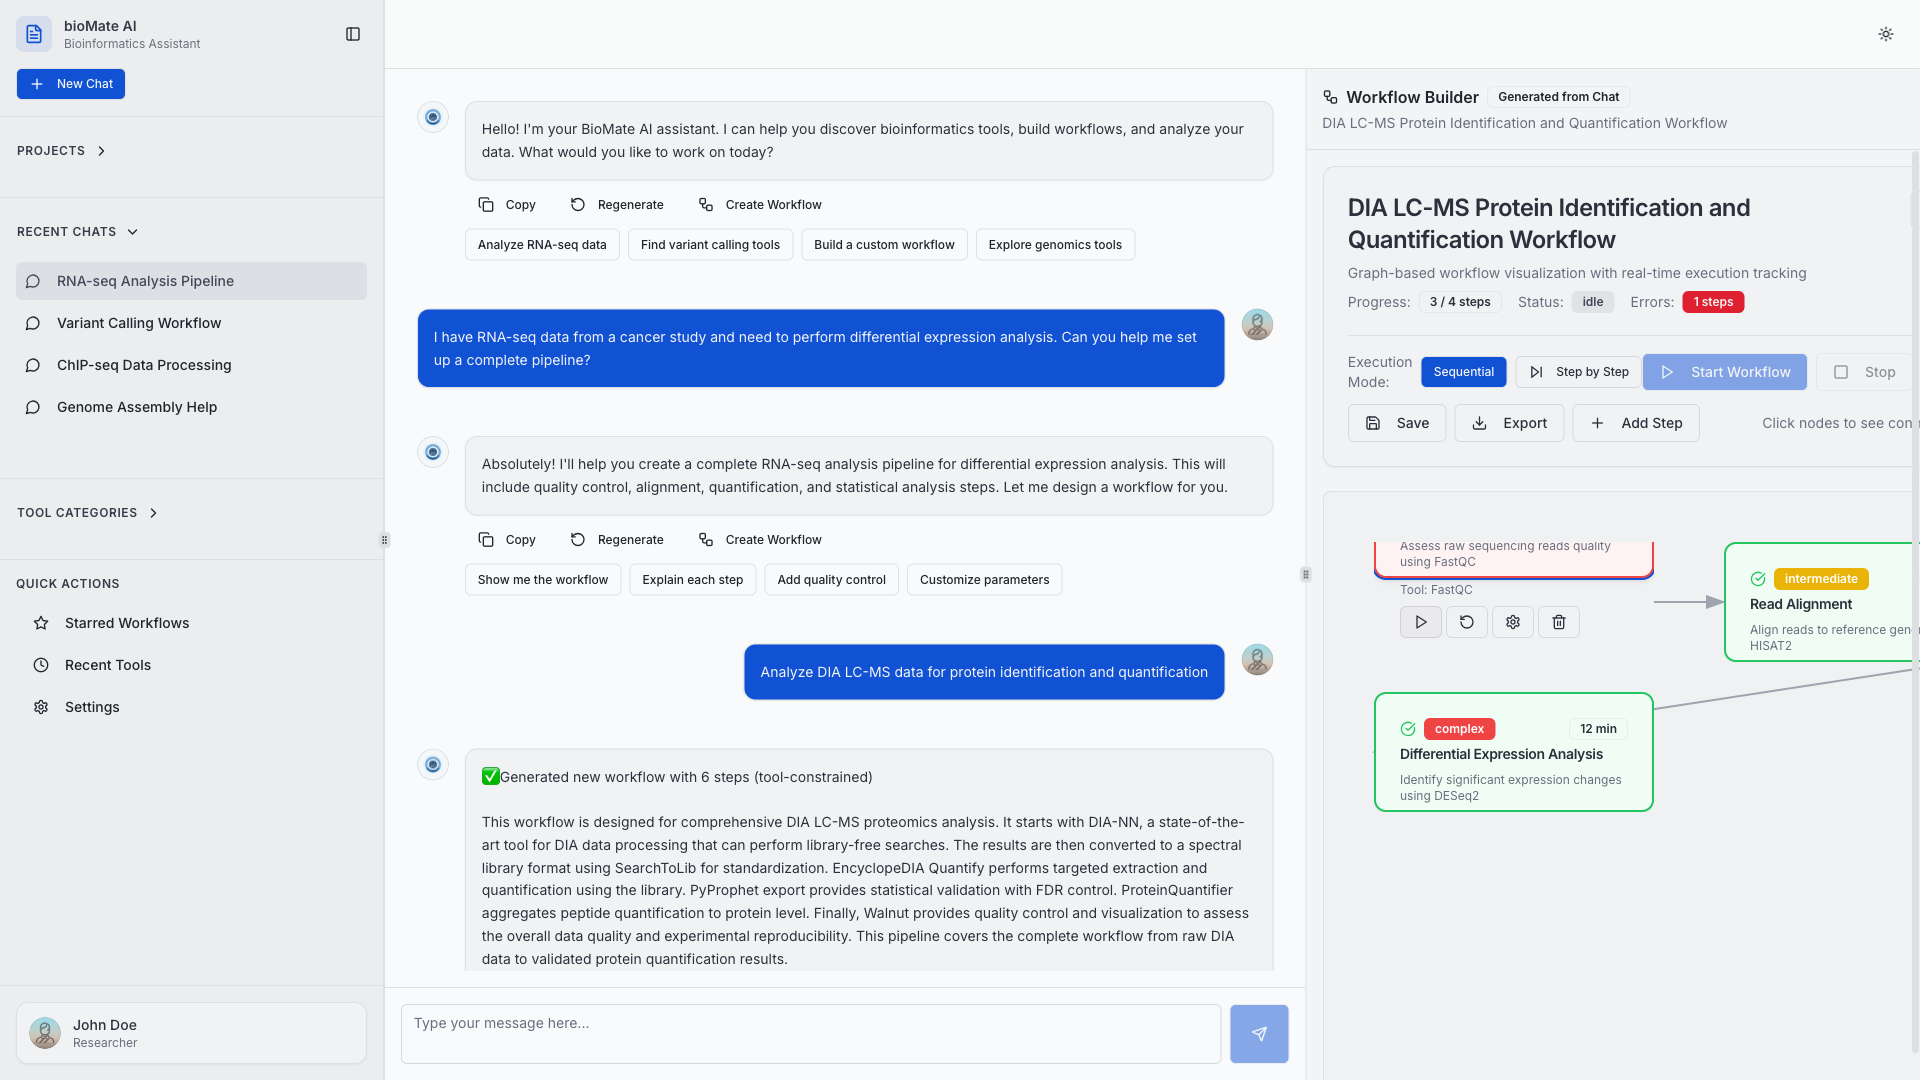 bioMate AI
Bioinformatics Assistant
New Chat
PROJECTS
RECENT CHATS
RNA-seq Analysis Pipeline
Variant Calling Workflow
ChIP-seq Data Processing
Genome Assembly Help
TOOL CATEGORIES
QUICK ACTIONS
Starred Workflows
Recent Tools
Settings
John Doe
Researcher
Hello! I'm your BioMate AI assistant. I can help you discover bioinformatics tools, build workflows, and analyze your
data. What would you like to work on today?
Copy Regenerate Create Workflow
Analyze RNA-seq data Find variant calling tools Build a custom workflow Explore genomics tools
I have RNA-seq data from a cancer study and need to perform differential expression analysis. Can you help me set
up a complete pipeline?
Absolutely! I'll help you create a complete RNA-seq analysis pipeline for differential expression analysis. This will
include quality control, alignment, quantification, and statistical analysis steps. Let me design a workflow for you.
Copy Regenerate Create Workflow
Show me the workflow Explain each step Add quality control Customize parameters
Analyze DIA LC-MS data for protein identification and quantification
✅Generated new workflow with 6 steps (tool-constrained)
This workflow is designed for comprehensive DIA LC-MS proteomics analysis. It starts with DIA-NN, a state-of-the-
art tool for DIA data processing that can perform library-free searches. The results are then converted to a spectral
library format using SearchToLib for standardization. EncyclopeDIA Quantify performs targeted extraction and
quantification using the library. PyProphet export provides statistical validation with FDR control. ProteinQuantifier
aggregates peptide quantification to protein level. Finally, Walnut provides quality control and visualization to assess
the overall data quality and experimental reproducibility. This pipeline covers the complete workflow from raw DIA
data to validated protein quantification results.
Type your message here...
Workflow Builder Generated from Chat
DIA LC-MS Protein Identification and Quantification Workflow
DIA LC-MS Protein Identification and
Quantification Workflow
Graph-based workflow visualization with real-time execution tracking
Progress: 3 / 4 steps Status: idle Errors: 1 steps
Execution
Mode:
Sequential Step by Step Start Workflow Stop
Save Export Add Step Click nodes to see con
Assess raw sequencing reads quality
using FastQC
Tool: FastQC
intermediate
Read Alignment
Align reads to reference gen
HISAT2
complex 12 min
Differential Expression Analysis
Identify significant expression changes
using DESeq2